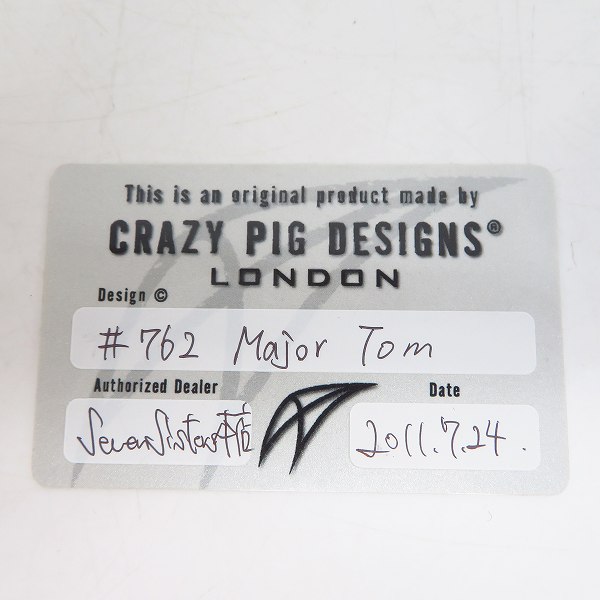 This is an original product made by
CRAZY PIG DESIGNS®
LONDON
Design ©
#762 Major Tom
Authorized Dealer
Date
SevenSisters
2011.7.24.